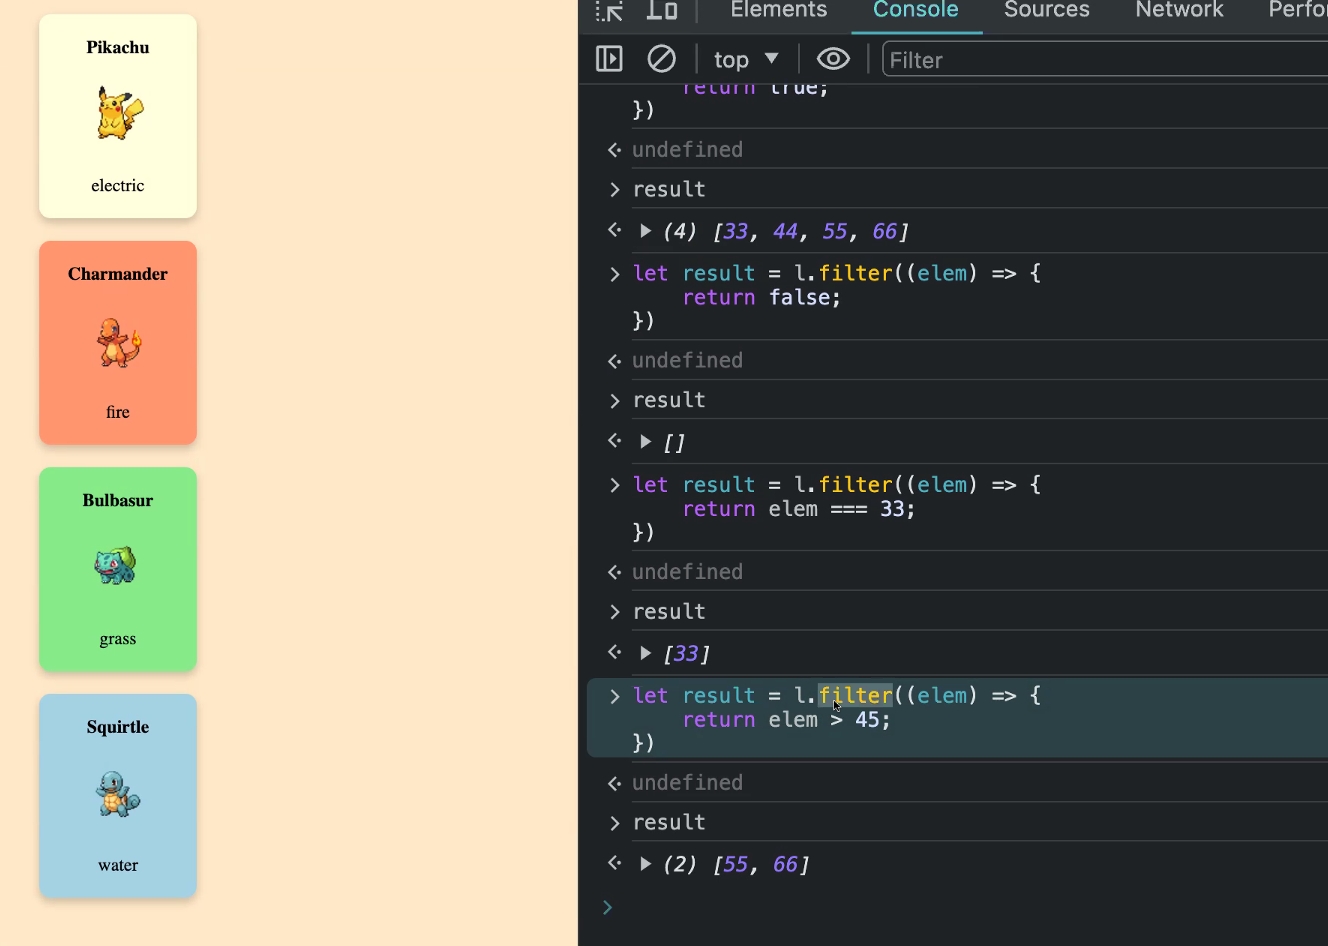 Pikachu
electric
Charmander
fire
Bulbasur
grass
Squirtle
water
Elements Console Sources Network Perfo
top
Filter
return true;
})
undefined
result
(4) [33, 44, 55, 66]
let result = l.filter((elem) => {
return false;
})
undefined
result
[]
let result = l.filter((elem) => {
return elem === 33;
})
undefined
result
[33]
let result = l.filter((elem) => {
return elem > 45;
})
undefined
result
(2) [55, 66]